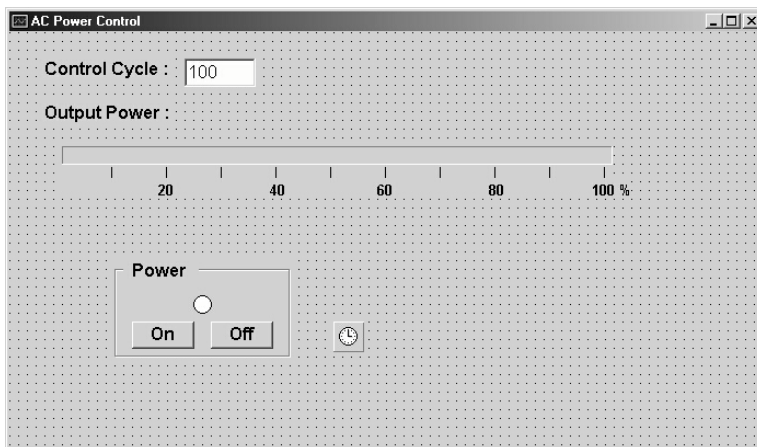 AC Power Control
Control Cycle : 100
Output Power :
20 40 60 80 100 %
Power
On Off